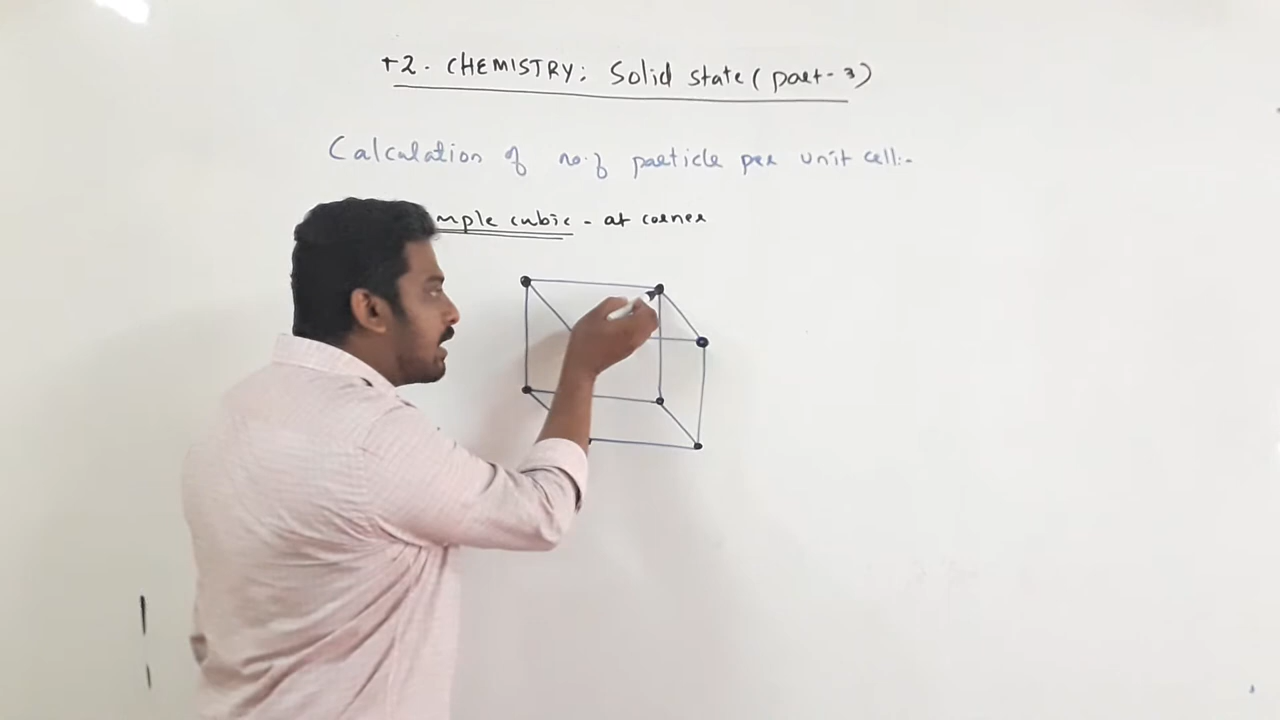 +2. CHEMISTRY: Solid state (part-3)
Calculation of no.of particle per unit cell:-
mple cubic - at corner